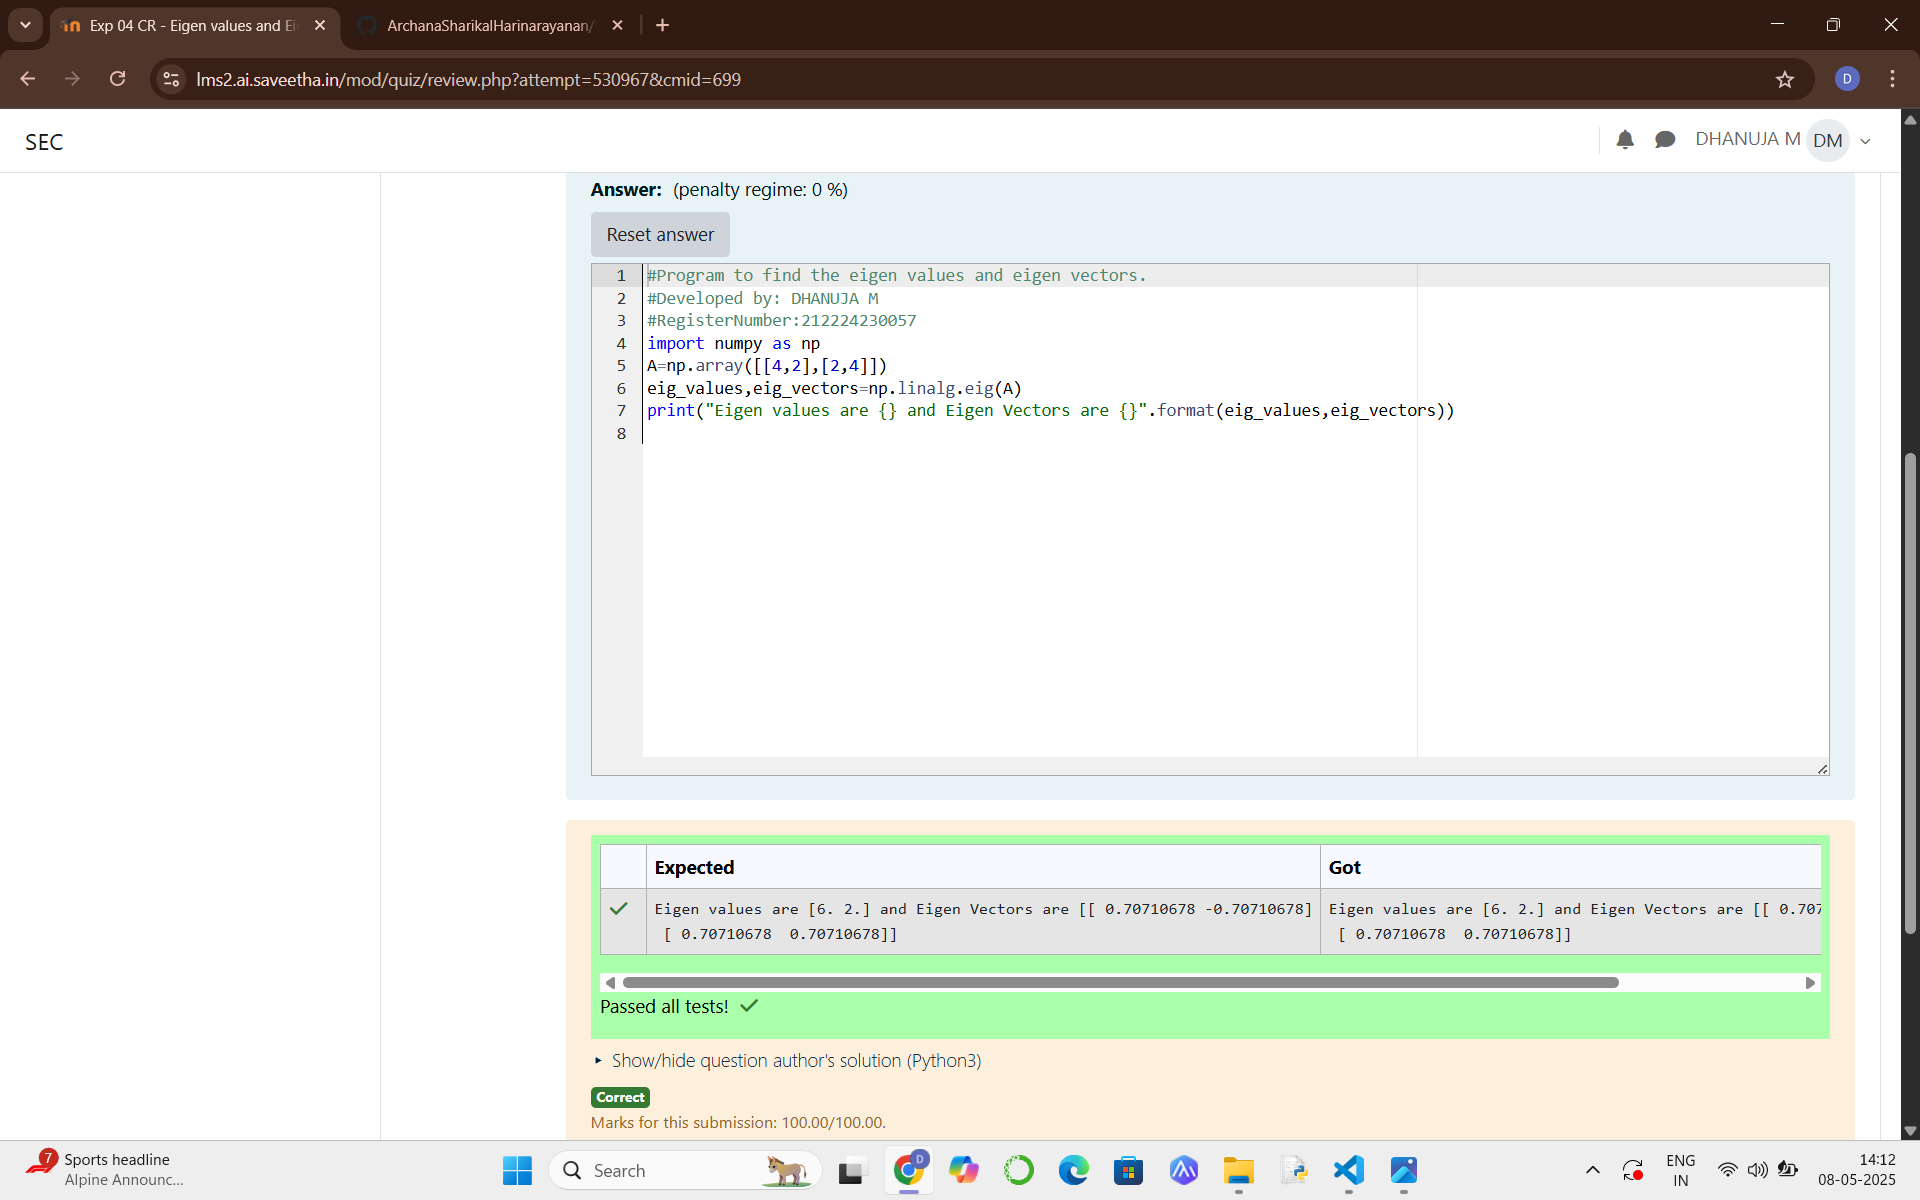 Exp 04 CR - Eigen values and Ei
ArchanaSharikalHarinarayanan/
lms2.ai.saveetha.in/mod/quiz/review.php?attempt=530967&cmid=699
D
SEC
DHANUJA M
DM
Answer: (penalty regime: 0 %)
Reset answer
1 #Program to find the eigen values and eigen vectors.
2 #Developed by: DHANUJA M
3 #RegisterNumber:212224230057
4 import numpy as np
5 A=np.array([[4,2],[2,4]])
6 eig_values,eig_vectors=np.linalg.eig(A)
7 print("Eigen values are {} and Eigen Vectors are {}".format(eig_values,eig_vectors))
8
Expected
Got
Eigen values are [6. 2.] and Eigen Vectors are [[ 0.70710678 -0.70710678]
[ 0.70710678 0.70710678]]
Eigen values are [6. 2.] and Eigen Vectors are [[ 0.707
[ 0.70710678 0.70710678]]
Passed all tests!
Show/hide question author's solution (Python3)
Correct
Marks for this submission: 100.00/100.00.
7
Sports headline
Alpine Announc...
Search
D
ENG
IN
14:12
08-05-2025